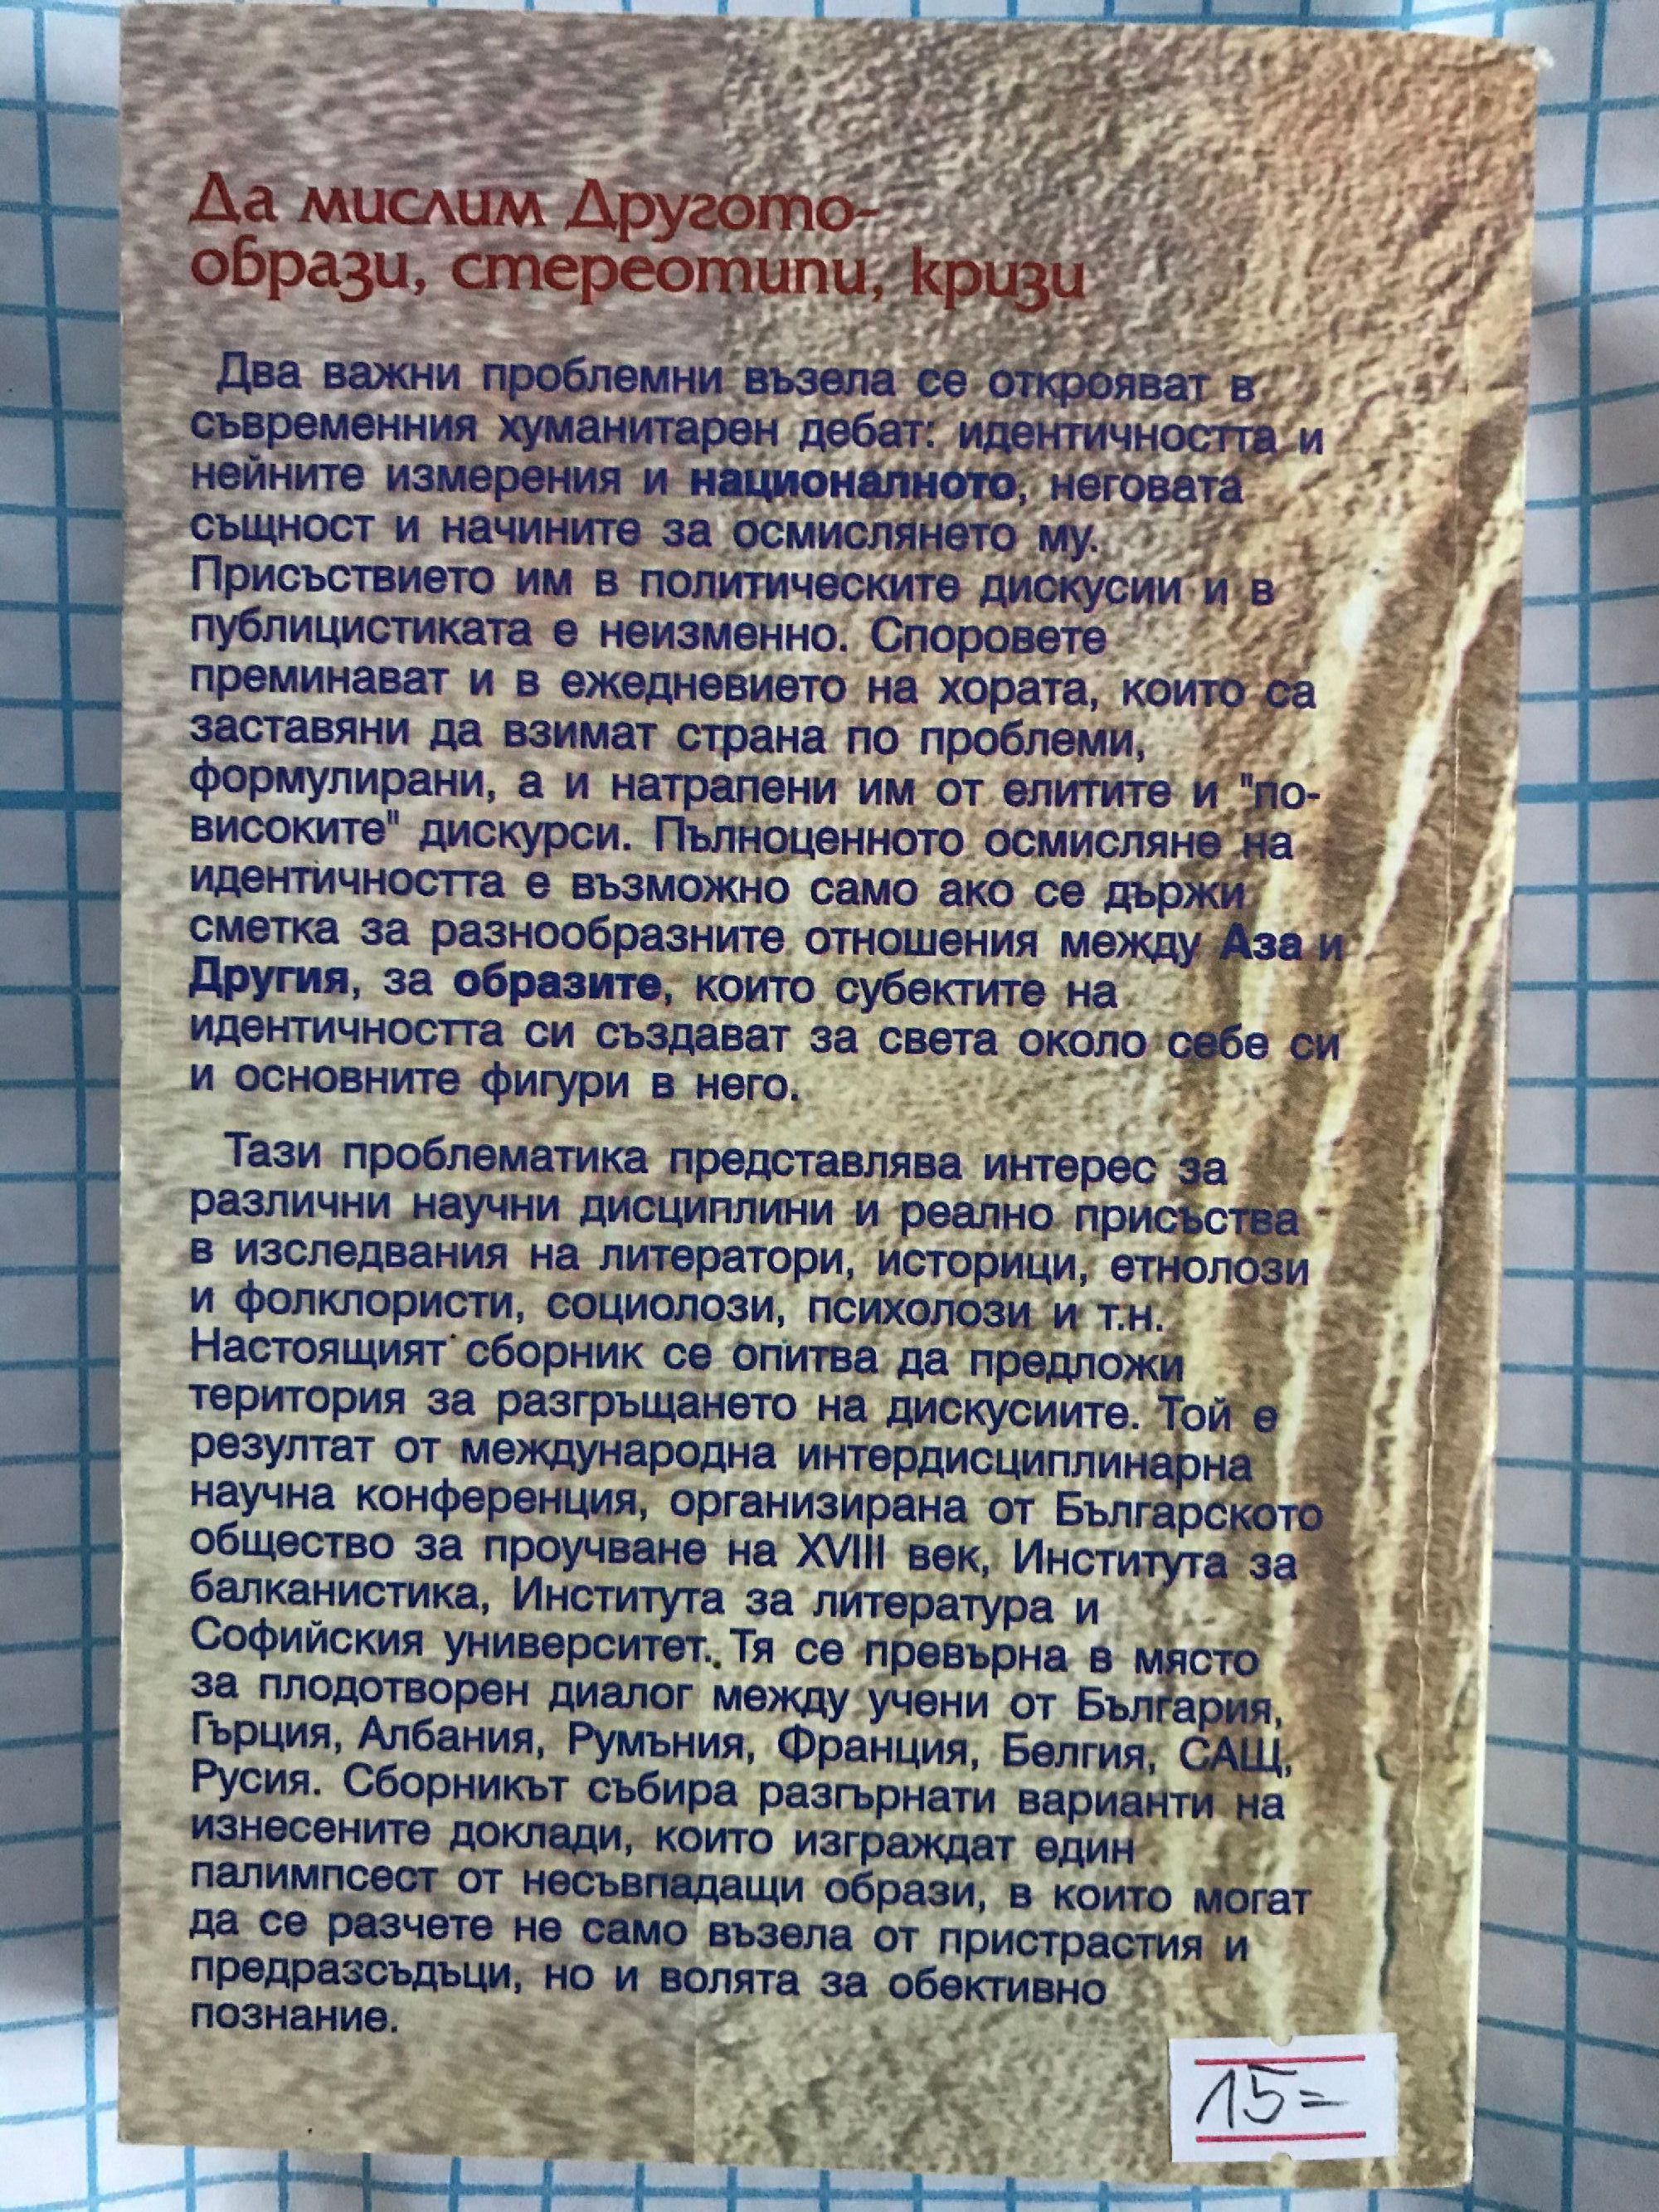 Да мислим Другото-
образи, стереотипи, кризи
Два важни проблемни възела се открояват в
съвременния хуманитарен дебат: идентичността и
нейните измерения и националното, неговата
същност и начините за осмислянето му.
Присъствието им в политическите дискусии и в
публицистиката е неизменно. Споровете
преминават и в ежедневието на хората, които са
заставяни да взимат страна по проблеми,
формулирани, а и натрапени им от елитите и "по-
високите" дискурси. Пълноценното осмисляне на
идентичността е възможно само ако се държи
сметка за разнообразните отношения между Аза и
Другия, за образите, които субектите на
идентичността си създават за света около себе си
и основните фигури в него.
Тази проблематика представлява интерес за
различни научни дисциплини и реално присъства
в изследвания на литератори, историци, етнолози
и фолклористи, социолози, психолози и т.н.
Настоящият сборник се опитва да предложи
територия за разгръщането на дискусиите. Той е
резултат от международна интердисциплинарна
научна конференция, организирана от Българското
общество за проучване на XVIII век, Института за
балканистика, Института за литература и
Софийския университет. Тя се превърна в място
за плодотворен диалог между учени от България,
Гърция, Албания, Румъния, Франция, Белгия, САЩ,
Русия. Сборникът събира разгърнати варианти на
изнесените доклади, които изграждат един
палимпсест от несъвпадащи образи, в които могат
да се разчете не само възела от пристрастия и
предразсъдъци, но и волята за обективно
познание.
15=